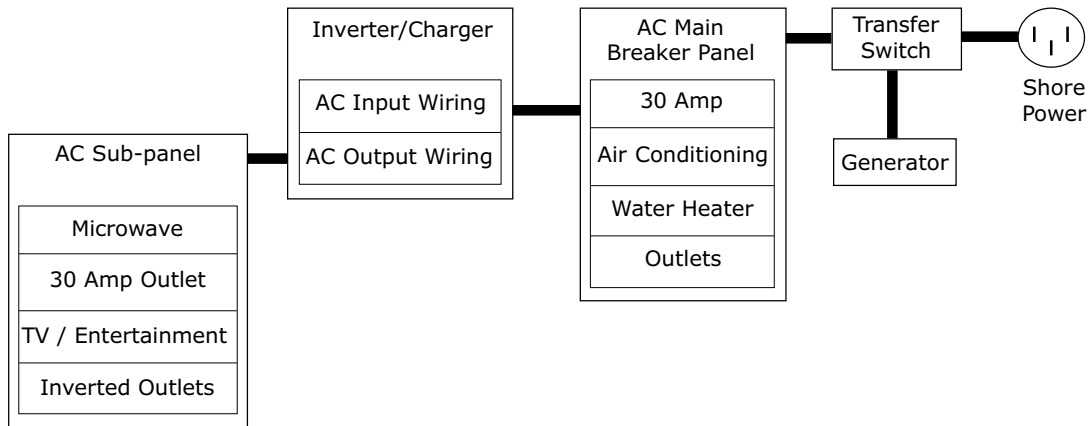 Inverter/Charger
AC Input Wiring
AC Output Wiring
AC Main
Breaker Panel
30 Amp
Air Conditioning
Water Heater
Outlets
Transfer
Switch
Shore
Power
Generator
AC Sub-panel
Microwave
30 Amp Outlet
TV / Entertainment
Inverted Outlets